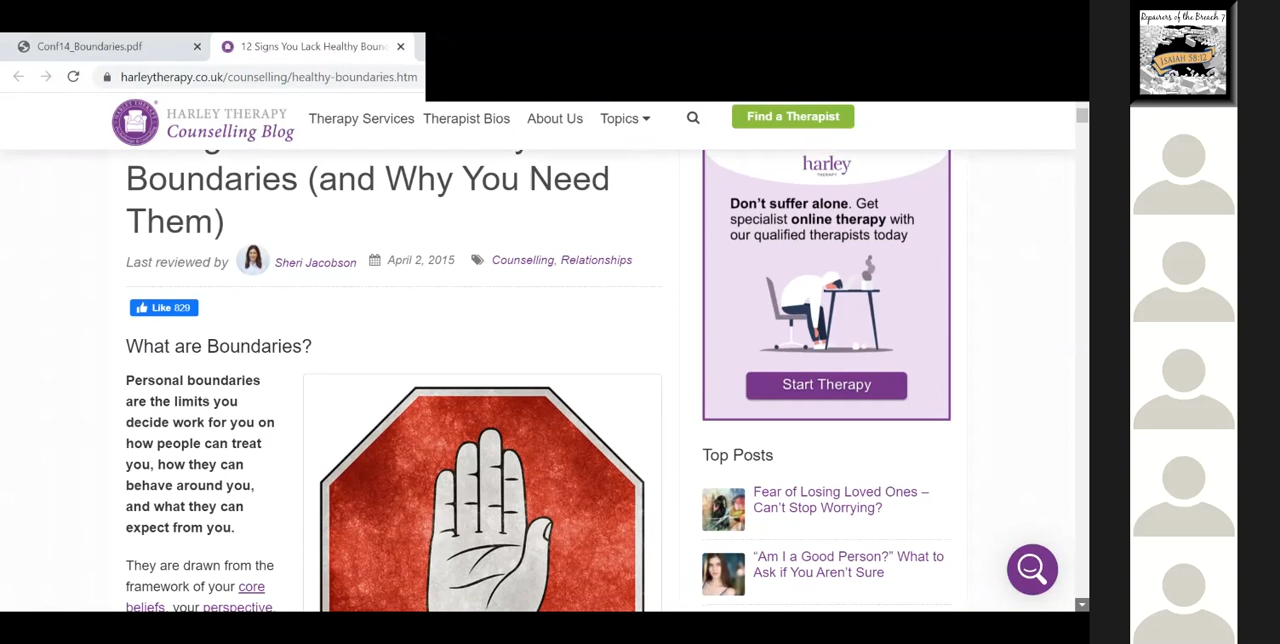 Conf14_Boundaries.pdf
12 Signs You Lack Healthy Boun
harleytherapy.co.uk/counselling/healthy-boundaries.htm
HARLEY THERAPY
Counselling Blog
Therapy Services
Therapist Bios
About Us
Topics
Find a Therapist
Boundaries (and Why You Need
Them)
Last reviewed by
Sheri Jacobson
April 2, 2015
Counselling, Relationships
Like 829
What are Boundaries?
Personal boundaries
are the limits you
decide work for you on
how people can treat
you, how they can
behave around you,
and what they can
expect from you.
They are drawn from the
framework of your core
beliefs, your perspective,
harley
THERAPY
Don't suffer alone. Get
specialist online therapy with
our qualified therapists today
Start Therapy
Top Posts
Fear of Losing Loved Ones –
Can't Stop Worrying?
“Am I a Good Person?” What to
Ask if You Aren't Sure
Repairers of the Breach 7
ISAIAH 58:12